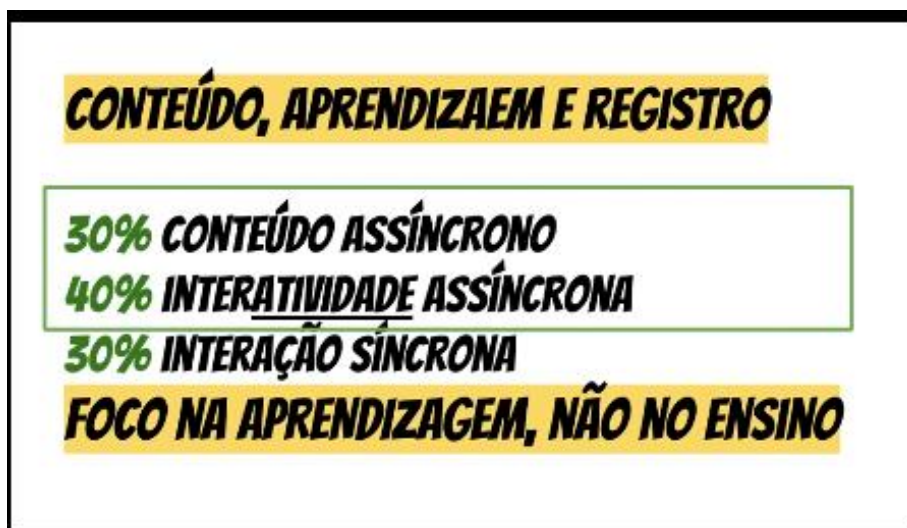 CONTEÚDO, APRENDIZAEM E REGISTRO
30% CONTEÚDO ASSÍNCRONO
40% INTERATIVIDADE ASSÍNCRONA
30% INTERAÇÃO SÍNCRONA
FOCO NA APRENDIZAGEM, NÃO NO ENSINO